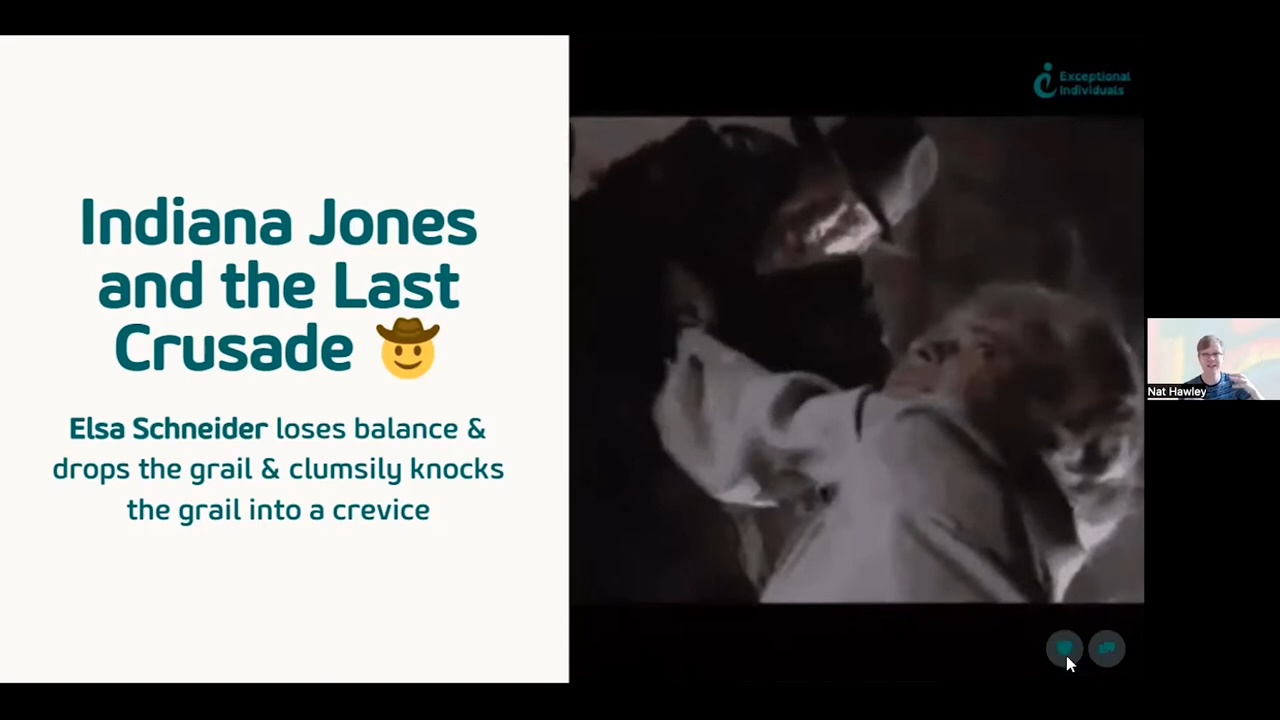 Indiana Jones
and the Last
Crusade 🤠
Elsa Schneider loses balance &
drops the grail & clumsily knocks
the grail into a crevice
Exceptional
Individuals
Nat Hawley